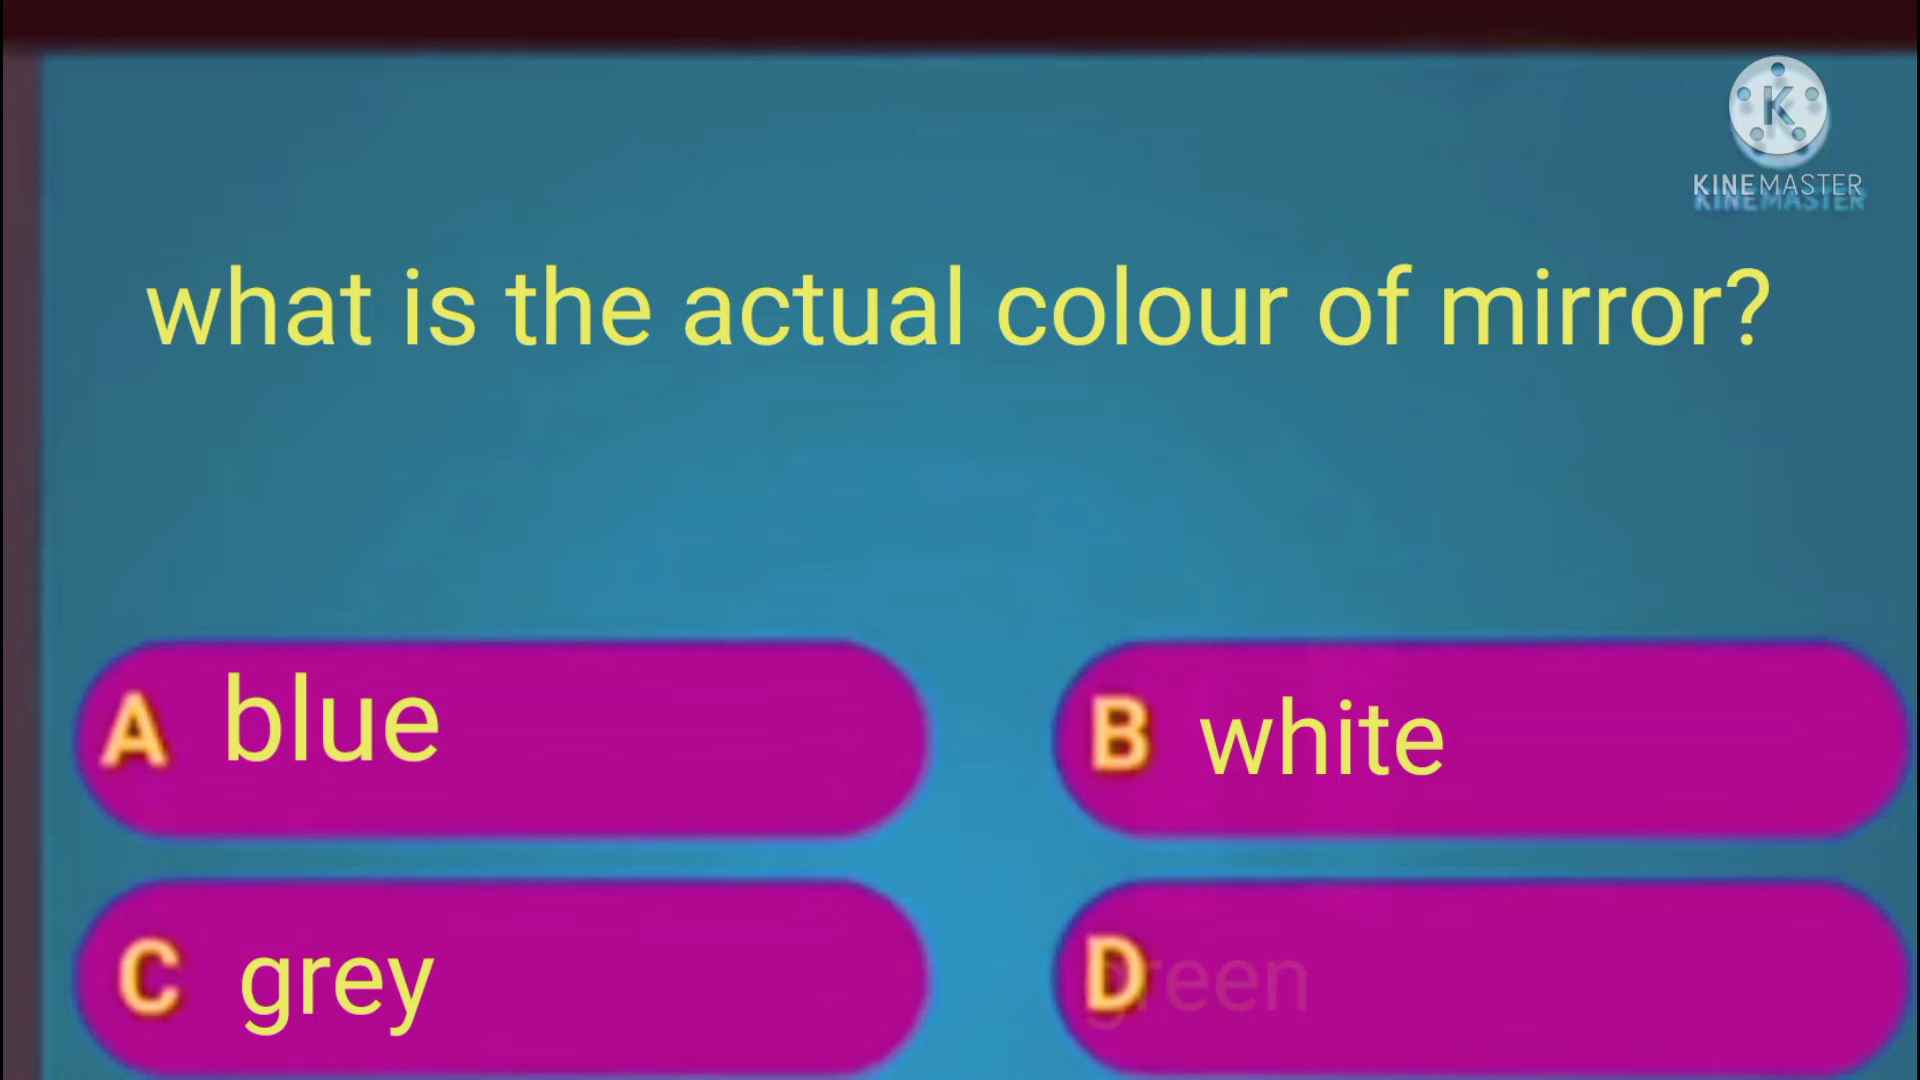 KINEMASTER
what is the actual colour of mirror?
A blue
B white
C grey
D green